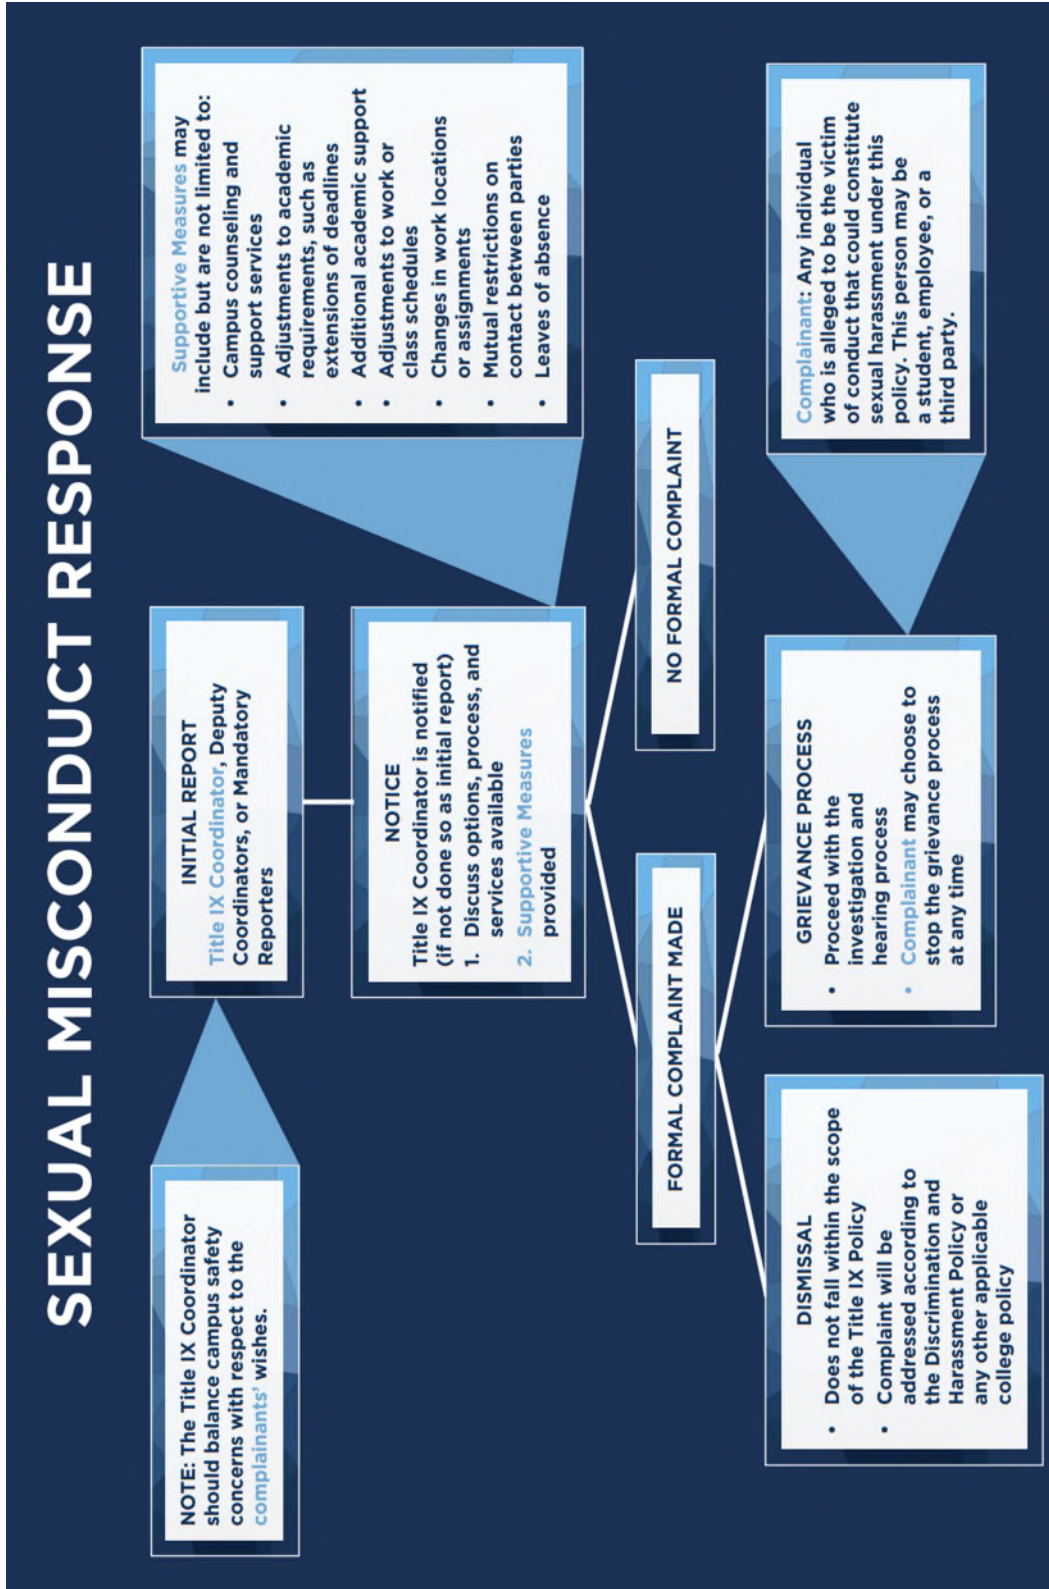 SEXUAL MISCONDUCT RESPONSE
NOTE: The Title IX Coordinator
should balance campus safety
concerns with respect to the
complainants' wishes.
INITIAL REPORT
Title IX Coordinator, Deputy
Coordinators, or Mandatory
Reporters
NOTICE
Title IX Coordinator is notified
(if not done so as initial report)
1. Discuss options, process, and
services available
2. Supportive Measures
provided
Supportive Measures may
include but are not limited to:
• Campus counseling and
support services
• Adjustments to academic
requirements, such as
extensions of deadlines
• Additional academic support
• Adjustments to work or
class schedules
• Changes in work locations
or assignments
• Mutual restrictions on
contact between parties
• Leaves of absence
FORMAL COMPLAINT MADE
NO FORMAL COMPLAINT
DISMISSAL
• Does not fall within the scope
of the Title IX Policy
• Complaint will be
addressed according to
the Discrimination and
Harassment Policy or
any other applicable
college policy
GRIEVANCE PROCESS
• Proceed with the
investigation and
hearing process
• Complainant may choose to
stop the grievance process
at any time
Complainant: Any individual
who is alleged to be the victim
of conduct that could constitute
sexual harassment under this
policy. This person may be
a student, employee, or a
third party.